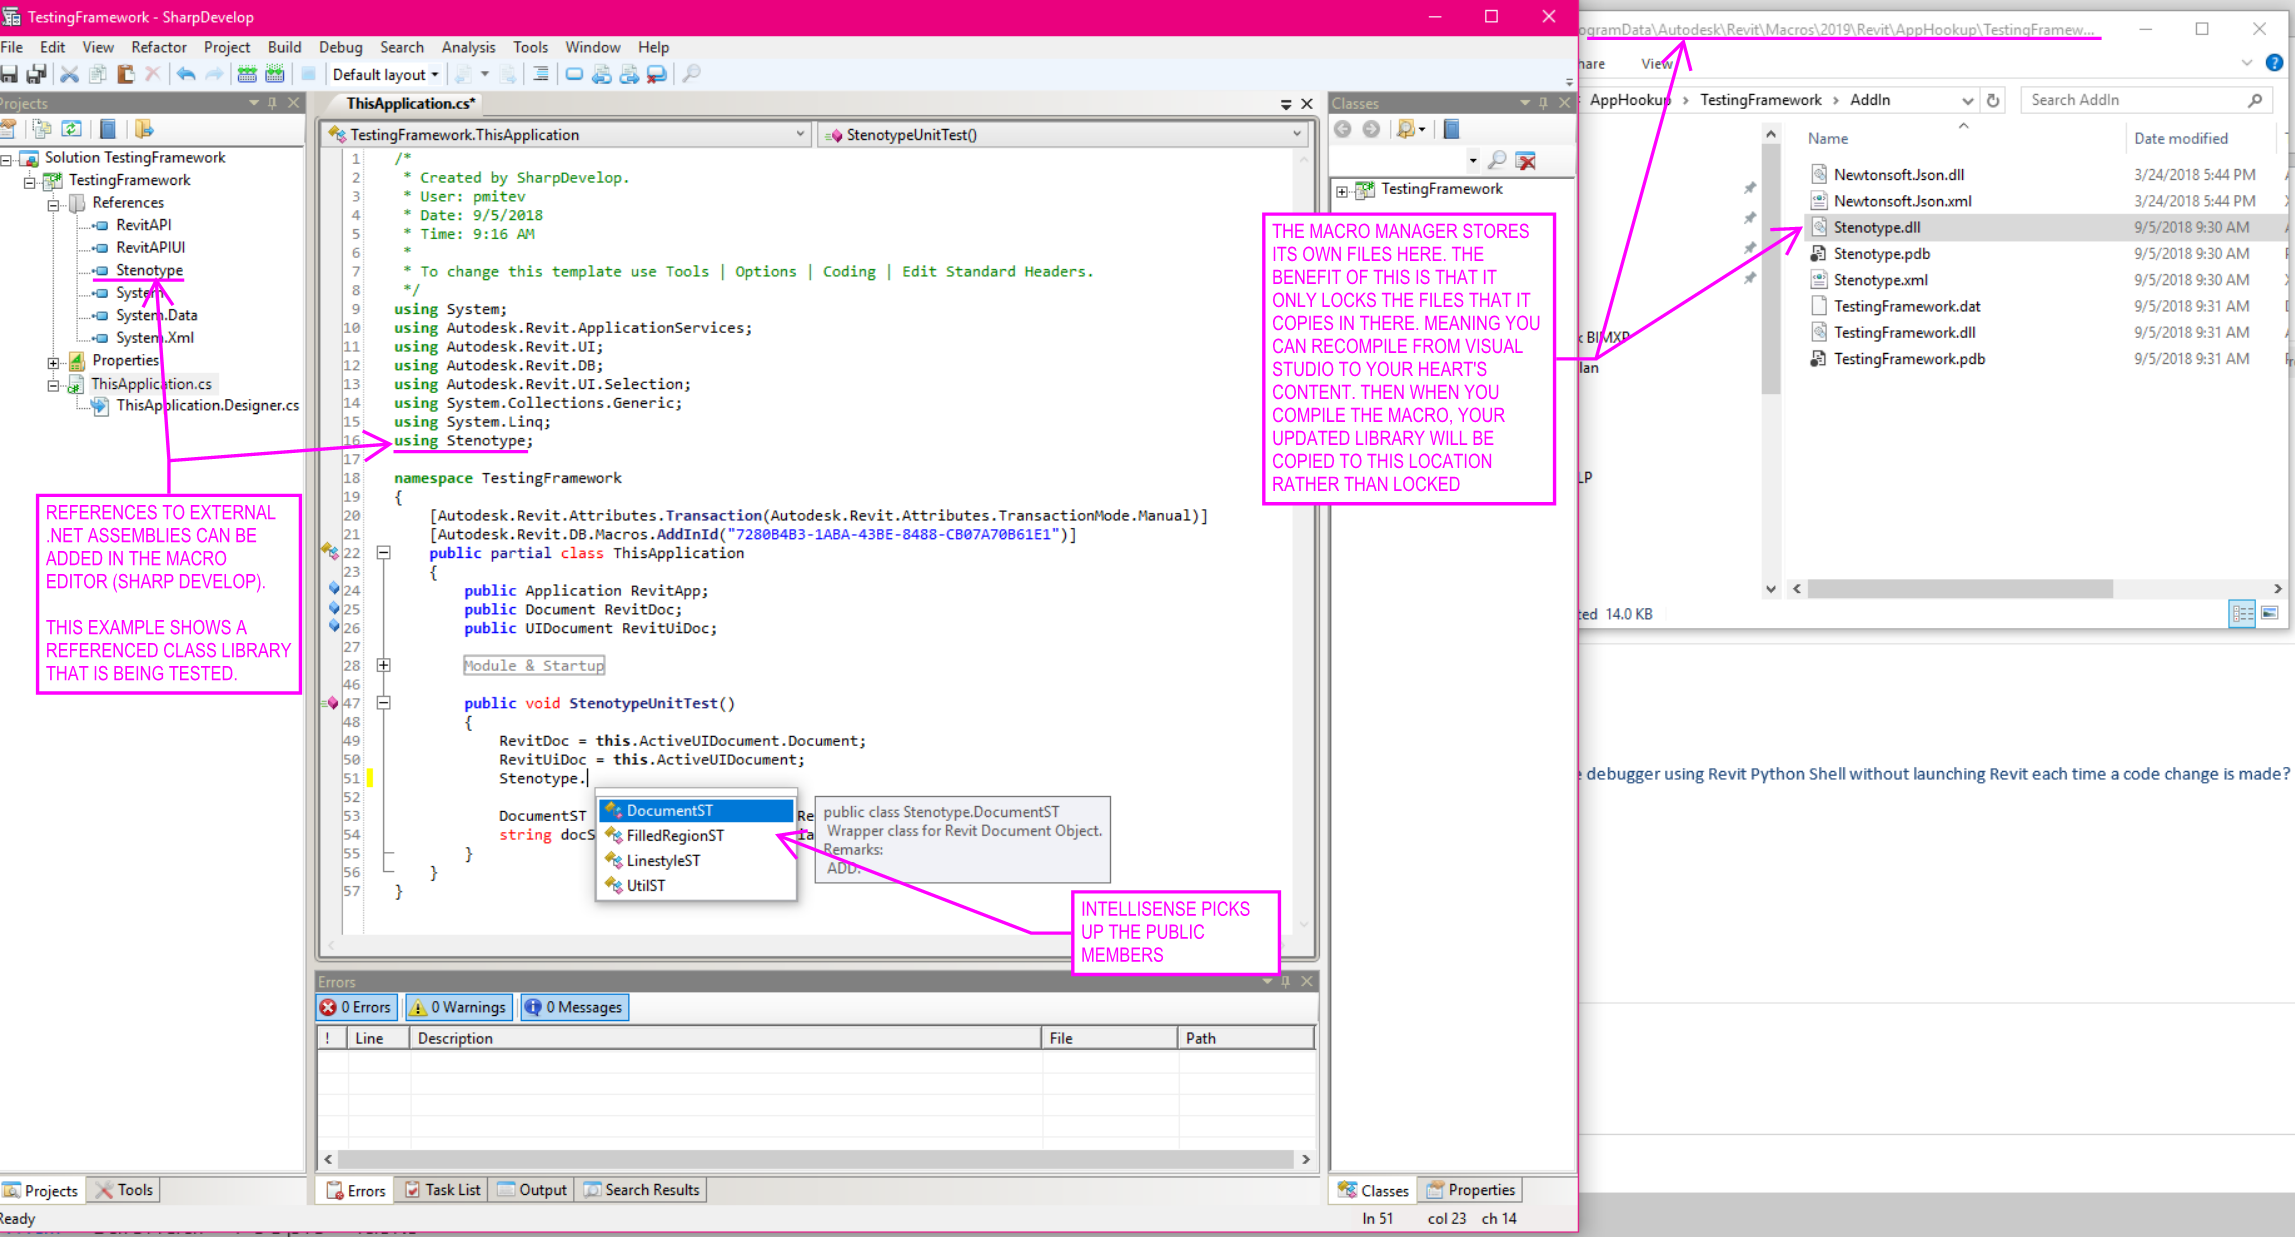 TestingFramework - SharpDevelop
File Edit View Refactor Project Build Debug Search Analysis Tools Window Help
Default layout
Projects
Solution TestingFramework
TestingFramework
References
RevitAPI
RevitAPIUI
Stenotype
System
System.Data
System.Xml
Properties
ThisApplication.cs
ThisApplication.Designer.cs
REFERENCES TO EXTERNAL
.NET ASSEMBLIES CAN BE
ADDED IN THE MACRO
EDITOR (SHARP DEVELOP).
THIS EXAMPLE SHOWS A
REFERENCED CLASS LIBRARY
THAT IS BEING TESTED.
Projects Tools
Ready
ThisApplication.cs*
TestingFramework.ThisApplication
StenotypeUnitTest()
1 /*
2 * Created by SharpDevelop.
3 * User: pmitev
4 * Date: 9/5/2018
5 * Time: 9:16 AM
6 *
7 * To change this template use Tools | Options | Coding | Edit Standard Headers.
8 */
9 using System;
10 using Autodesk.Revit.ApplicationServices;
11 using Autodesk.Revit.UI;
12 using Autodesk.Revit.DB;
13 using Autodesk.Revit.UI.Selection;
14 using System.Collections.Generic;
15 using System.Linq;
16 using Stenotype;
17
18 namespace TestingFramework
19 {
20 [Autodesk.Revit.Attributes.Transaction(Autodesk.Revit.Attributes.TransactionMode.Manual)]
21 [Autodesk.Revit.DB.Macros.AddInId("7280B4B3-1ABA-43BE-8488-CB07A70B61E1")]
22 public partial class ThisApplication
23 {
24 public Application RevitApp;
25 public Document RevitDoc;
26 public UIDocument RevitUiDoc;
27
28 Module & Startup
46
47 public void StenotypeUnitTest()
48 {
49 RevitDoc = this.ActiveUIDocument.Document;
50 RevitUiDoc = this.ActiveUIDocument;
51 Stenotype.
52
53 DocumentST Re
54 string docS ia
55 }
56 }
57 }
DocumentST
FilledRegionST
LinestyleST
UtilST
public class Stenotype.DocumentST
Wrapper class for Revit Document Object.
Remarks:
ADD.
INTELLISENSE PICKS
UP THE PUBLIC
MEMBERS
Errors
0 Errors 0 Warnings 0 Messages
! Line Description File Path
Errors Task List Output Search Results
Classes
TestingFramework
THE MACRO MANAGER STORES
ITS OWN FILES HERE. THE
BENEFIT OF THIS IS THAT IT
ONLY LOCKS THE FILES THAT IT
COPIES IN THERE. MEANING YOU
CAN RECOMPILE FROM VISUAL
STUDIO TO YOUR HEART'S
CONTENT. THEN WHEN YOU
COMPILE THE MACRO, YOUR
UPDATED LIBRARY WILL BE
COPIED TO THIS LOCATION
RATHER THAN LOCKED
Classes Properties
ln 51 col 23 ch 14
ogramData\Autodesk\Revit\Macros\2019\Revit\AppHookup\TestingFramew...
hare View
AppHookup > TestingFramework > AddIn
Search AddIn
Name Date modified
Newtonsoft.Json.dll 3/24/2018 5:44 PM
Newtonsoft.Json.xml 3/24/2018 5:44 PM
Stenotype.dll 9/5/2018 9:30 AM
Stenotype.pdb 9/5/2018 9:30 AM
Stenotype.xml 9/5/2018 9:30 AM
TestingFramework.dat 9/5/2018 9:31 AM
TestingFramework.dll 9/5/2018 9:31 AM
TestingFramework.pdb 9/5/2018 9:31 AM
BIMXP
lan
LP
ted 14.0 KB
e debugger using Revit Python Shell without launching Revit each time a code change is made?